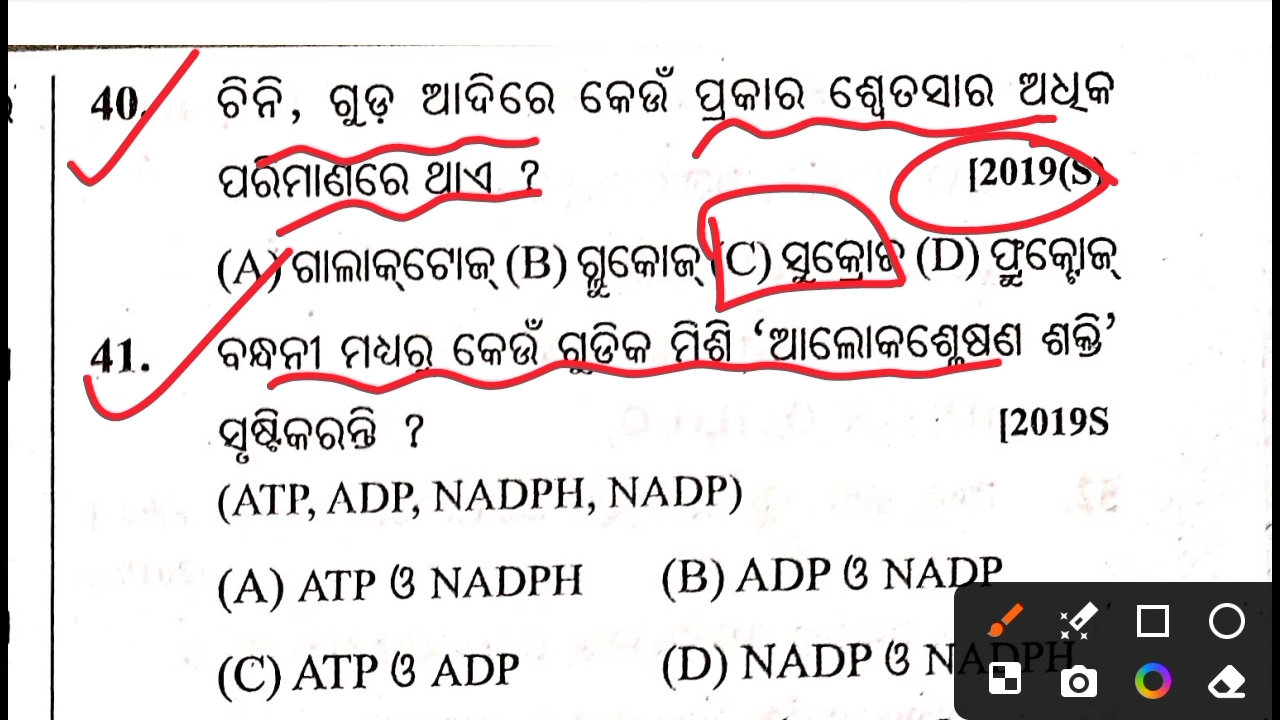 40. ଚିନି, ଗୁଡ଼ ଆଦିରେ କେଉଁ ପ୍ରକାର ଶ୍ୱେତସାର ଅଧିକ
ପରିମାଣରେ ଥାଏ ? [2019(S)
(A) ଗାଲାକ୍‌ଟୋଜ୍ (B) ଗ୍ଲୁକୋଜ୍ (C) ସୁକ୍ରୋଜ (D) ଫ୍ରୁକ୍ଟୋଜ୍
41. ବନ୍ଧନୀ ମଧ୍ୟରୁ କେଉଁ ଗୁଡିକ ମିଶି ‘ଆଲୋକଶ୍ଳେଷଣ ଶକ୍ତି’
ସୃଷ୍ଟିକରନ୍ତି ? [2019S
(ATP, ADP, NADPH, NADP)
(A) ATP ଓ NADPH (B) ADP ଓ NADP
(C) ATP ଓ ADP (D) NADP ଓ NADPH